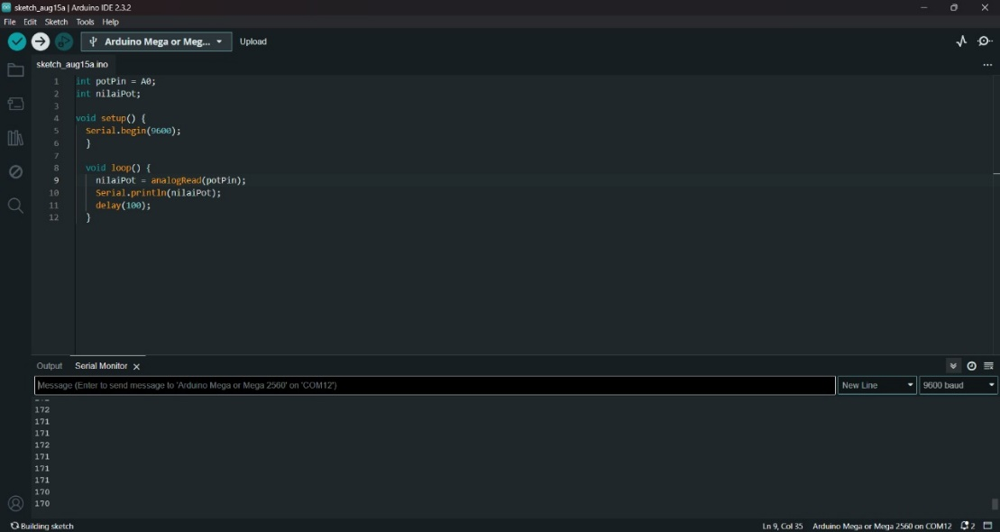 sketch_aug15a | Arduino IDE 2.3.2
File Edit Sketch Tools Help
Arduino Mega or Meg... Upload
sketch_aug15a.ino
1 int potPin = A0;
2 int nilaiPot;
3
4 void setup() {
5 Serial.begin(9600);
6 }
7
8 void loop() {
9 nilaiPot = analogRead(potPin);
10 Serial.println(nilaiPot);
11 delay(100);
12 }
Output Serial Monitor
Message (Enter to send message to 'Arduino Mega or Mega 2560' on 'COM12') New Line 9600 baud
172
171
171
172
171
171
171
170
170
Building sketch Ln 9, Col 35 Arduino Mega or Mega 2560 on COM12 2